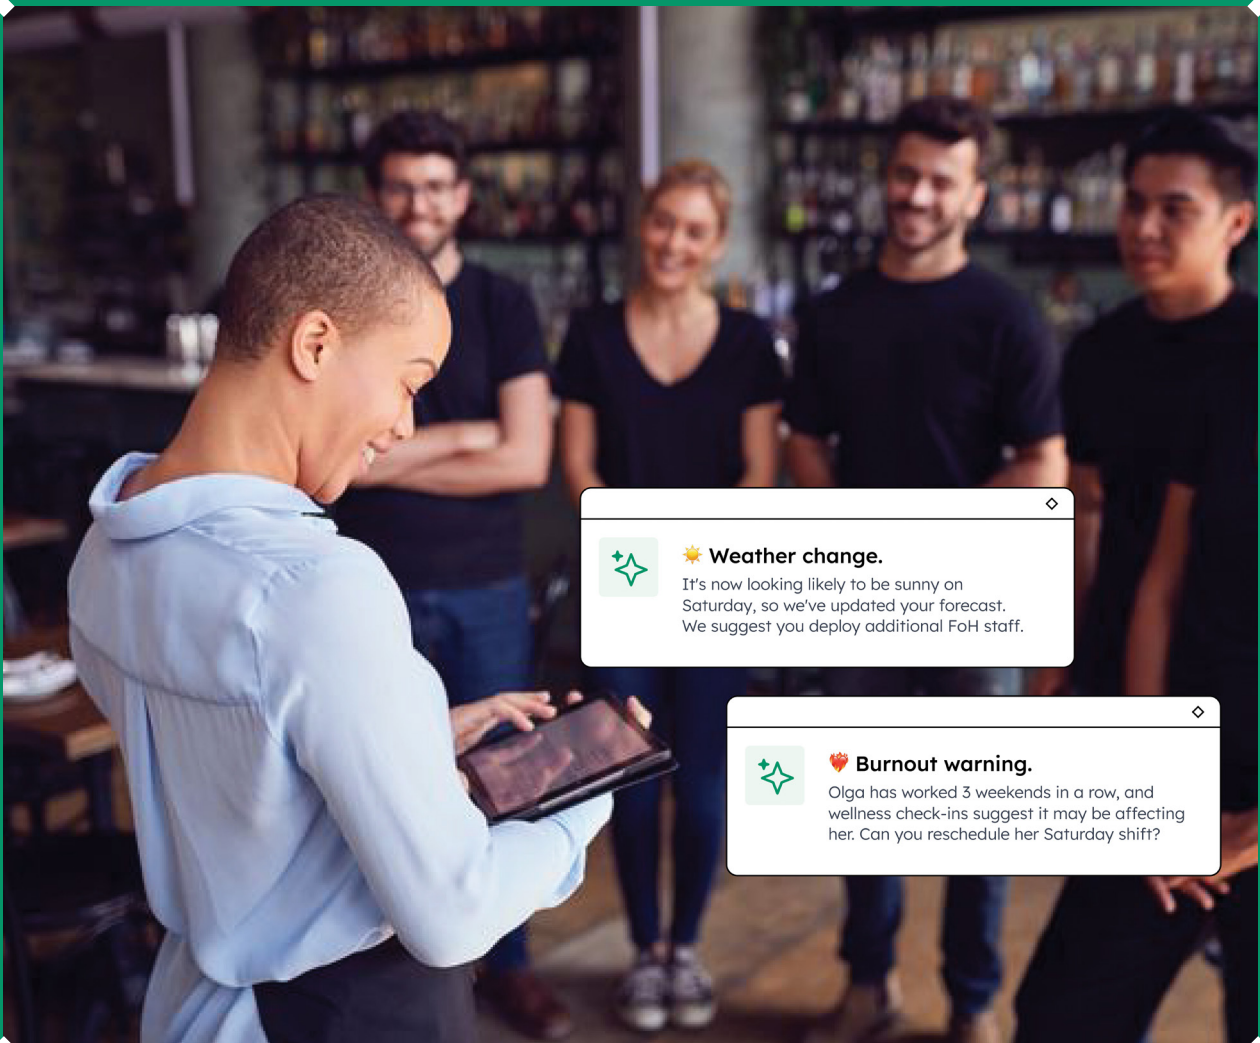 ☀️ Weather change.
It's now looking likely to be sunny on
Saturday, so we've updated your forecast.
We suggest you deploy additional FoH staff.
❤️‍🔥 Burnout warning.
Olga has worked 3 weekends in a row, and
wellness check-ins suggest it may be affecting
her. Can you reschedule her Saturday shift?